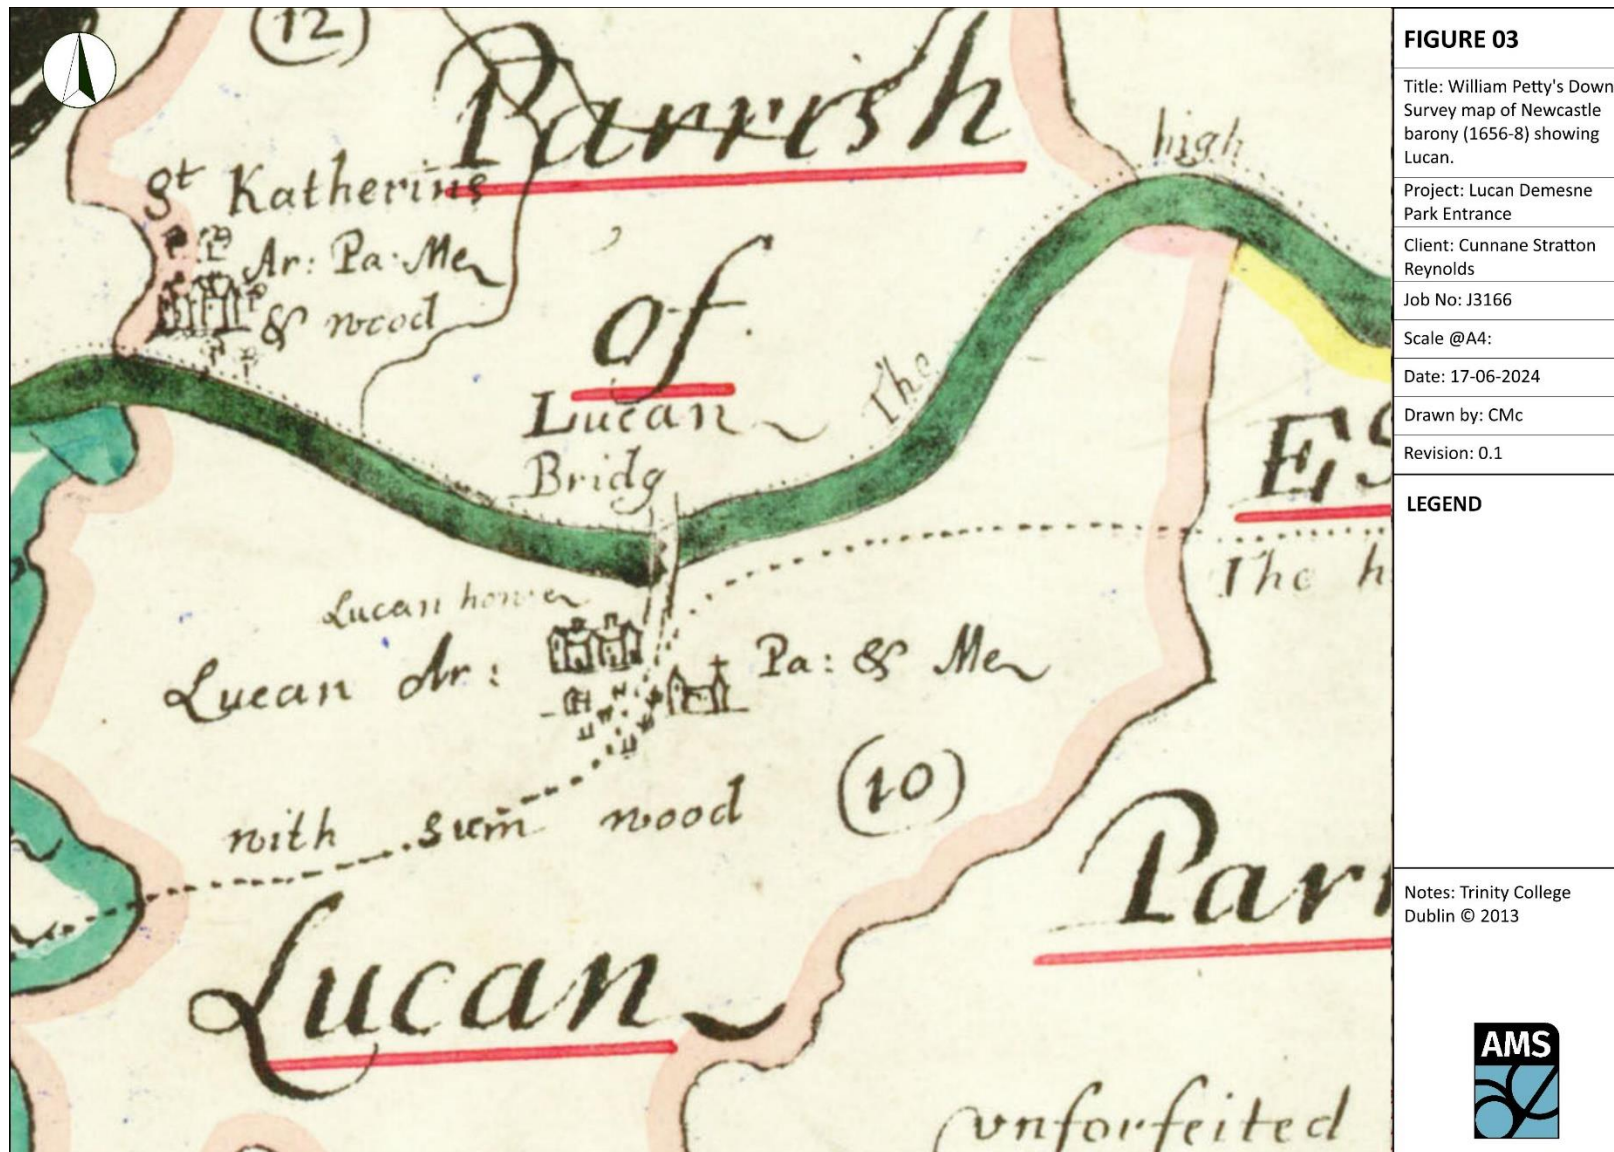 (12)
Parrish
high
St Katherins
Ar: Pa: Me
& wood
of
The
Lucan
Bridg
ES
The h
Lucan howse
Lucan Ar: Pa: & Me
(10)
with sum wood
Parr
Lucan
unforfeited
FIGURE 03
Title: William Petty's Down
Survey map of Newcastle
barony (1656-8) showing
Lucan.
Project: Lucan Demesne
Park Entrance
Client: Cunnane Stratton
Reynolds
Job No: J3166
Scale @A4:
Date: 17-06-2024
Drawn by: CMc
Revision: 0.1
LEGEND
Notes: Trinity College
Dublin © 2013
AMS